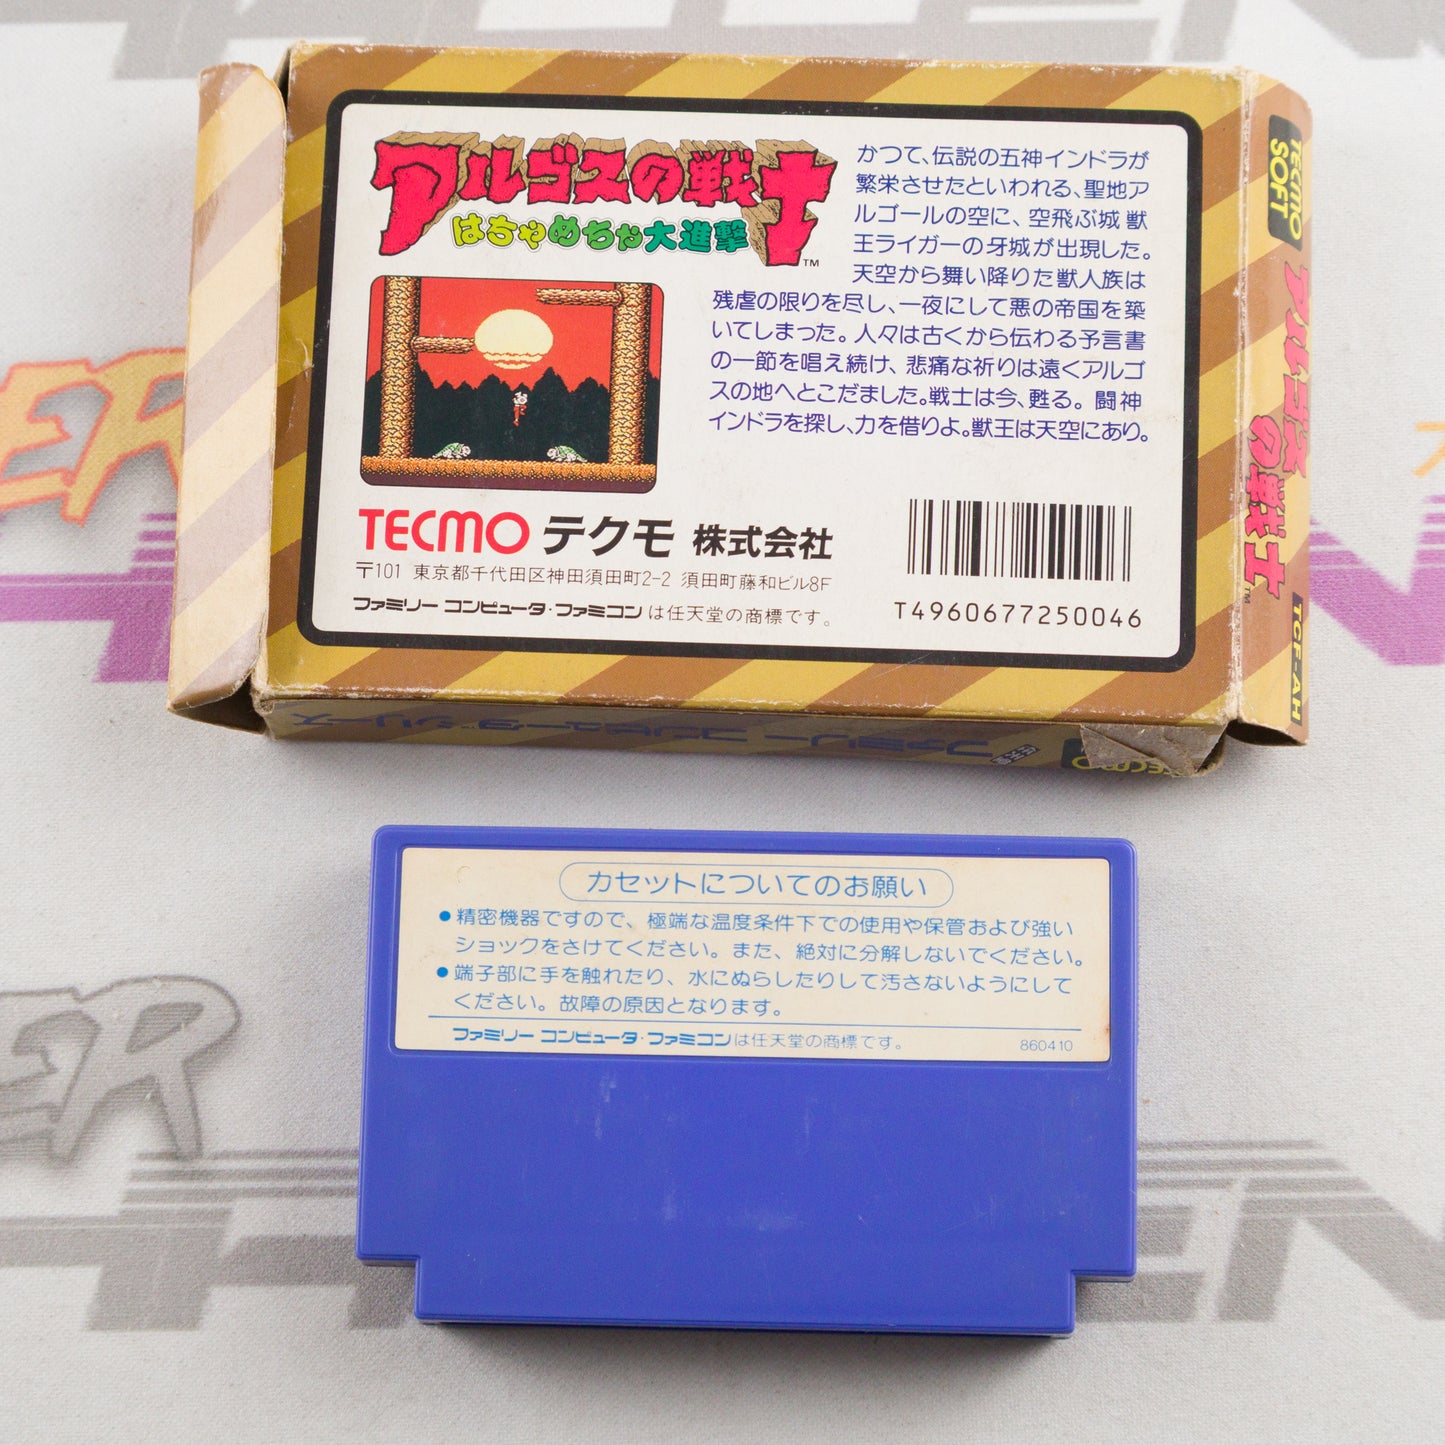 アルゴスの戦士
はちゃめちゃ大進撃
TM
かつて、伝説の五神インドラが
繁栄させたといわれる、聖地ア
ルゴールの空に、空飛ぶ城獣
王ライガーの牙城が出現した。
天空から舞い降りた獣人族は
残虐の限りを尽し、一夜にして悪の帝国を築
いてしまった。人々は古くから伝わる予言書
の一節を唱え続け、悲痛な祈りは遠くアルゴ
スの地へとこだました。戦士は今、甦る。闘神
インドラを探し、力を借りよ。獣王は天空にあり。
TECMO テクモ 株式会社
〒101 東京都千代田区神田須田町2-2 須田町藤和ビル8F
ファミリー コンピュータ・ファミコン は任天堂の商標です。
T4960677250046
TECMO
SOFT
アルゴス
の戦士
TM
TCF-AH
ファミリー コンピュータ シリーズ
カセットについてのお願い
●精密機器ですので、極端な温度条件下での使用や保管および強い
ショックをさけてください。また、絶対に分解しないでください。
●端子部に手を触れたり、水にぬらしたりして汚さないようにして
ください。故障の原因となります。
ファミリー コンピュータ・ファミコン は任天堂の商標です。
860410
ER
ER